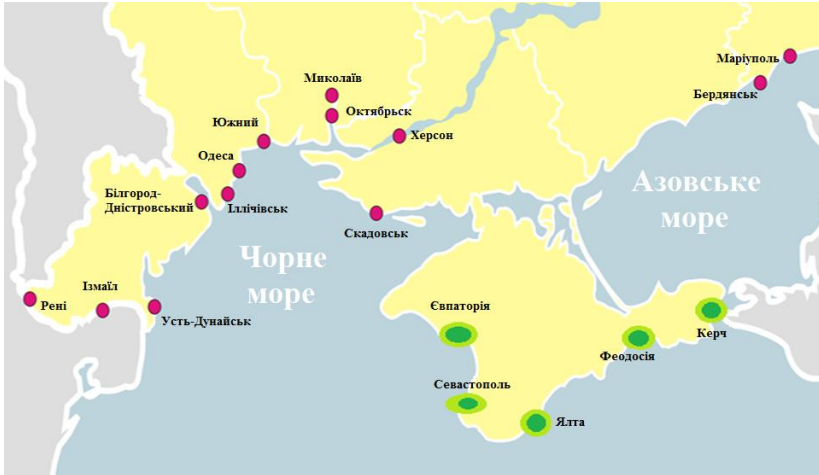 Маріуполь
Миколаїв
Бердянськ
Октябрьск
Южний
Херсон
Одеса
Азовське
море
Білгород-
Дністровський
Іллічівськ
Скадовськ
Чорне
море
Ізмаїл
Рені
Усть-Дунайськ
Євпаторія
Керч
Феодосія
Севастополь
Ялта